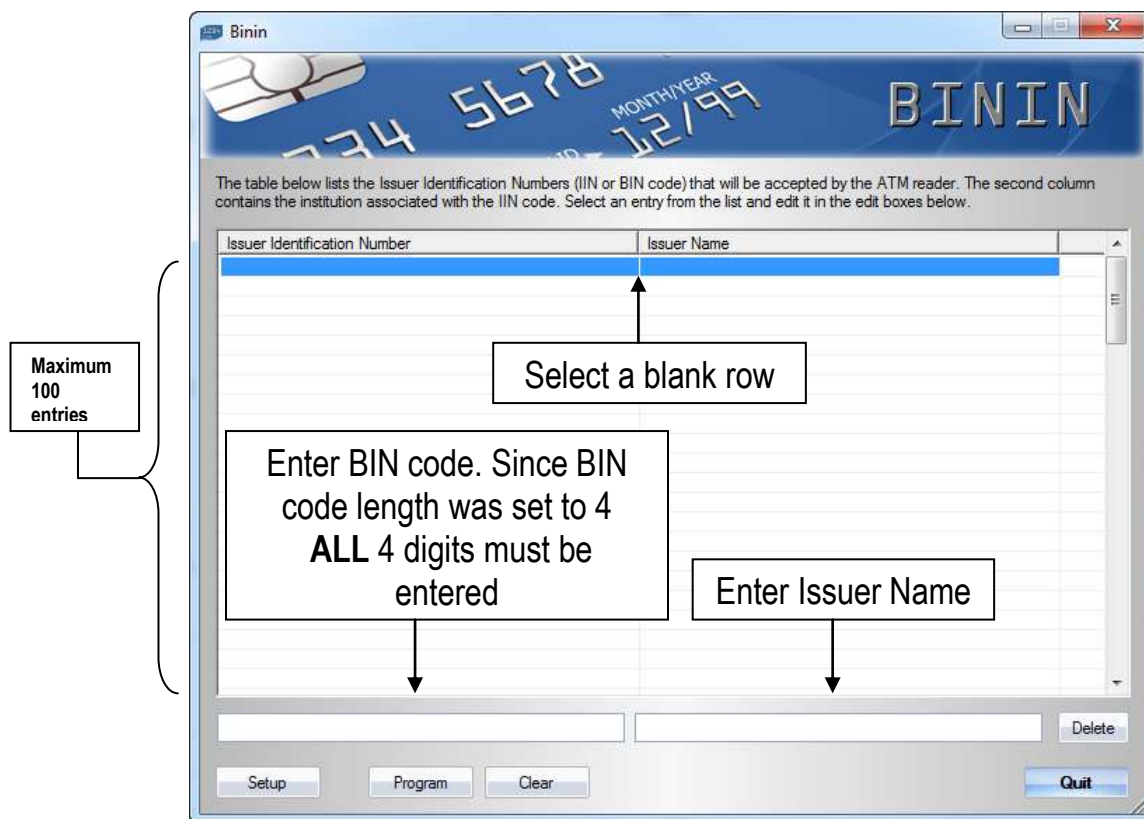 Binin
5678
MONTH/YEAR
12/99
BININ
The table below lists the Issuer Identification Numbers (IIN or BIN code) that will be accepted by the ATM reader. The second column
contains the institution associated with the IIN code. Select an entry from the list and edit it in the edit boxes below.
Issuer Identification Number
Issuer Name
Select a blank row
Maximum
100
entries
Enter BIN code. Since BIN
code length was set to 4
ALL 4 digits must be
entered
Enter Issuer Name
Delete
Setup
Program
Clear
Quit